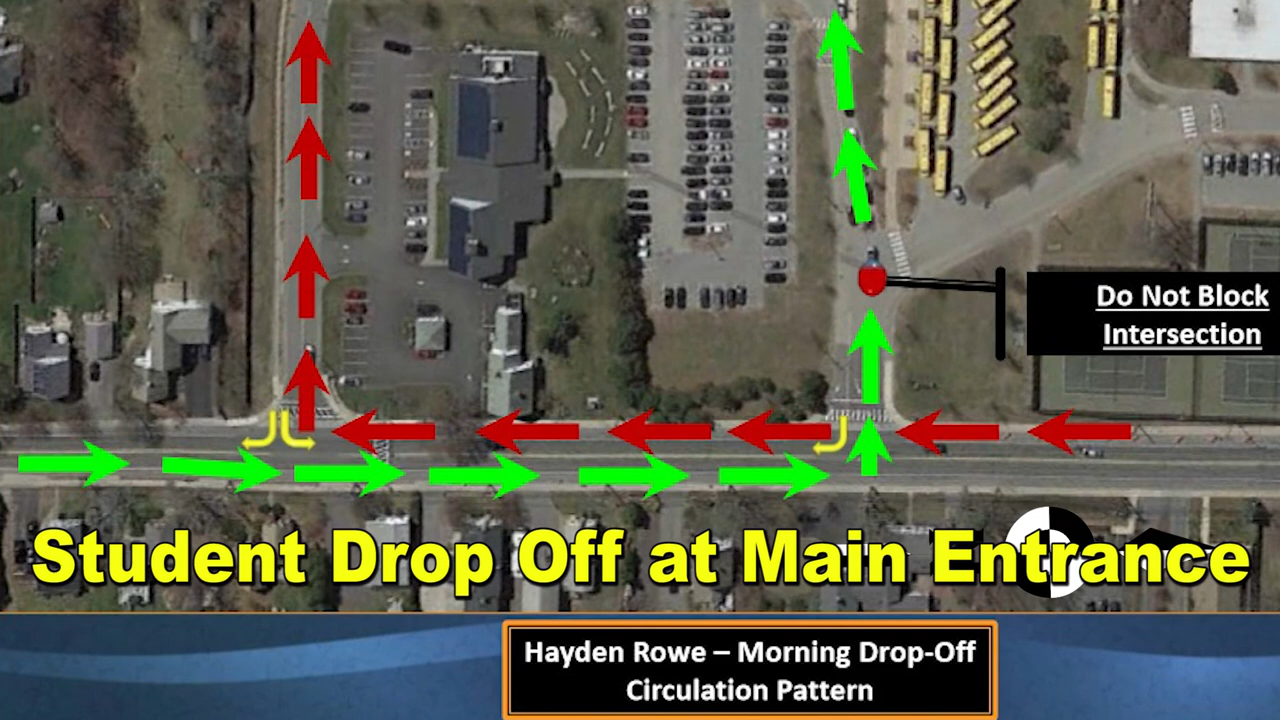 Do Not Block
Intersection
Student Drop Off at Main Entrance
Hayden Rowe – Morning Drop-Off
Circulation Pattern